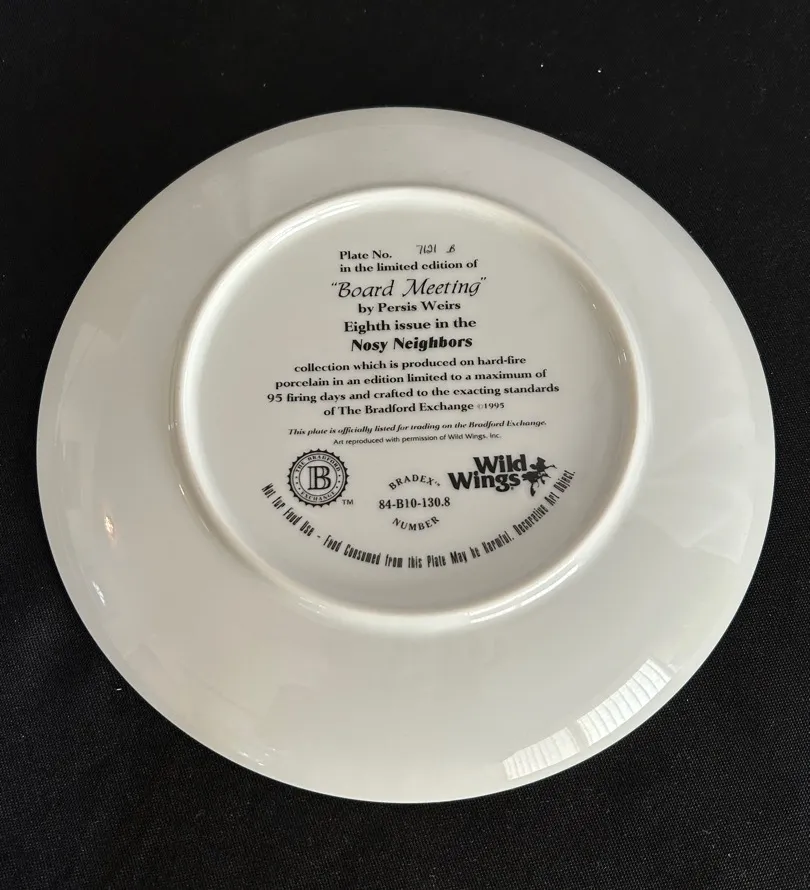 Plate No. 7121 B
in the limited edition of
"Board Meeting"
by Persis Weirs
Eighth issue in the
Nosy Neighbors
collection which is produced on hard-fire
porcelain in an edition limited to a maximum of
95 firing days and crafted to the exacting standards
of The Bradford Exchange ©1995
This plate is officially listed for trading on the Bradford Exchange.
Art reproduced with permission of Wild Wings, Inc.
THE BRADFORD EXCHANGE
B
TM
BRADEX™
84-B10-130.8
NUMBER
Wild
Wings
Not for Food Use - Food Consumed from this Plate May be Harmful. Decorative Art Object.